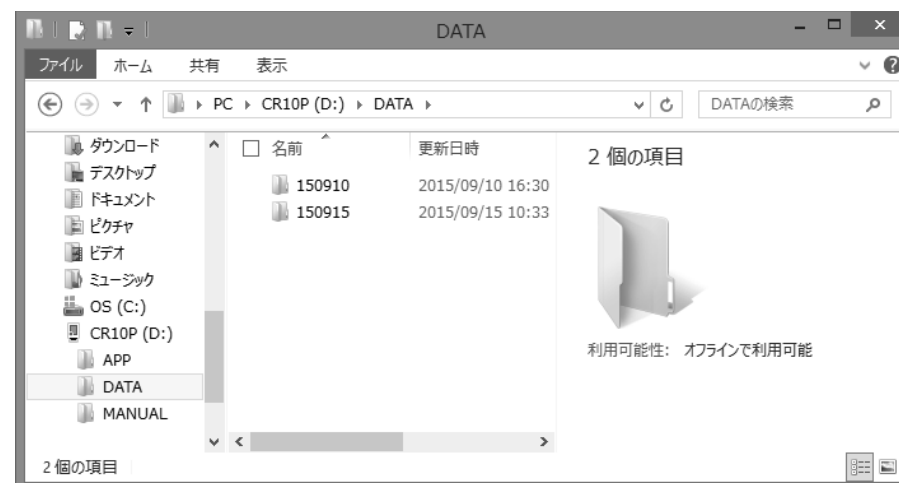 DATA
ファイル ホーム 共有 表示
PC CR10P (D:) DATA DATAの検索
ダウンロード
デスクトップ
ドキュメント
ピクチャ
ビデオ
ミュージック
OS (C:)
CR10P (D:)
APP
DATA
MANUAL
名前 更新日時
150910 2015/09/10 16:30
150915 2015/09/15 10:33
2 個の項目
利用可能性: オフラインで利用可能
2 個の項目